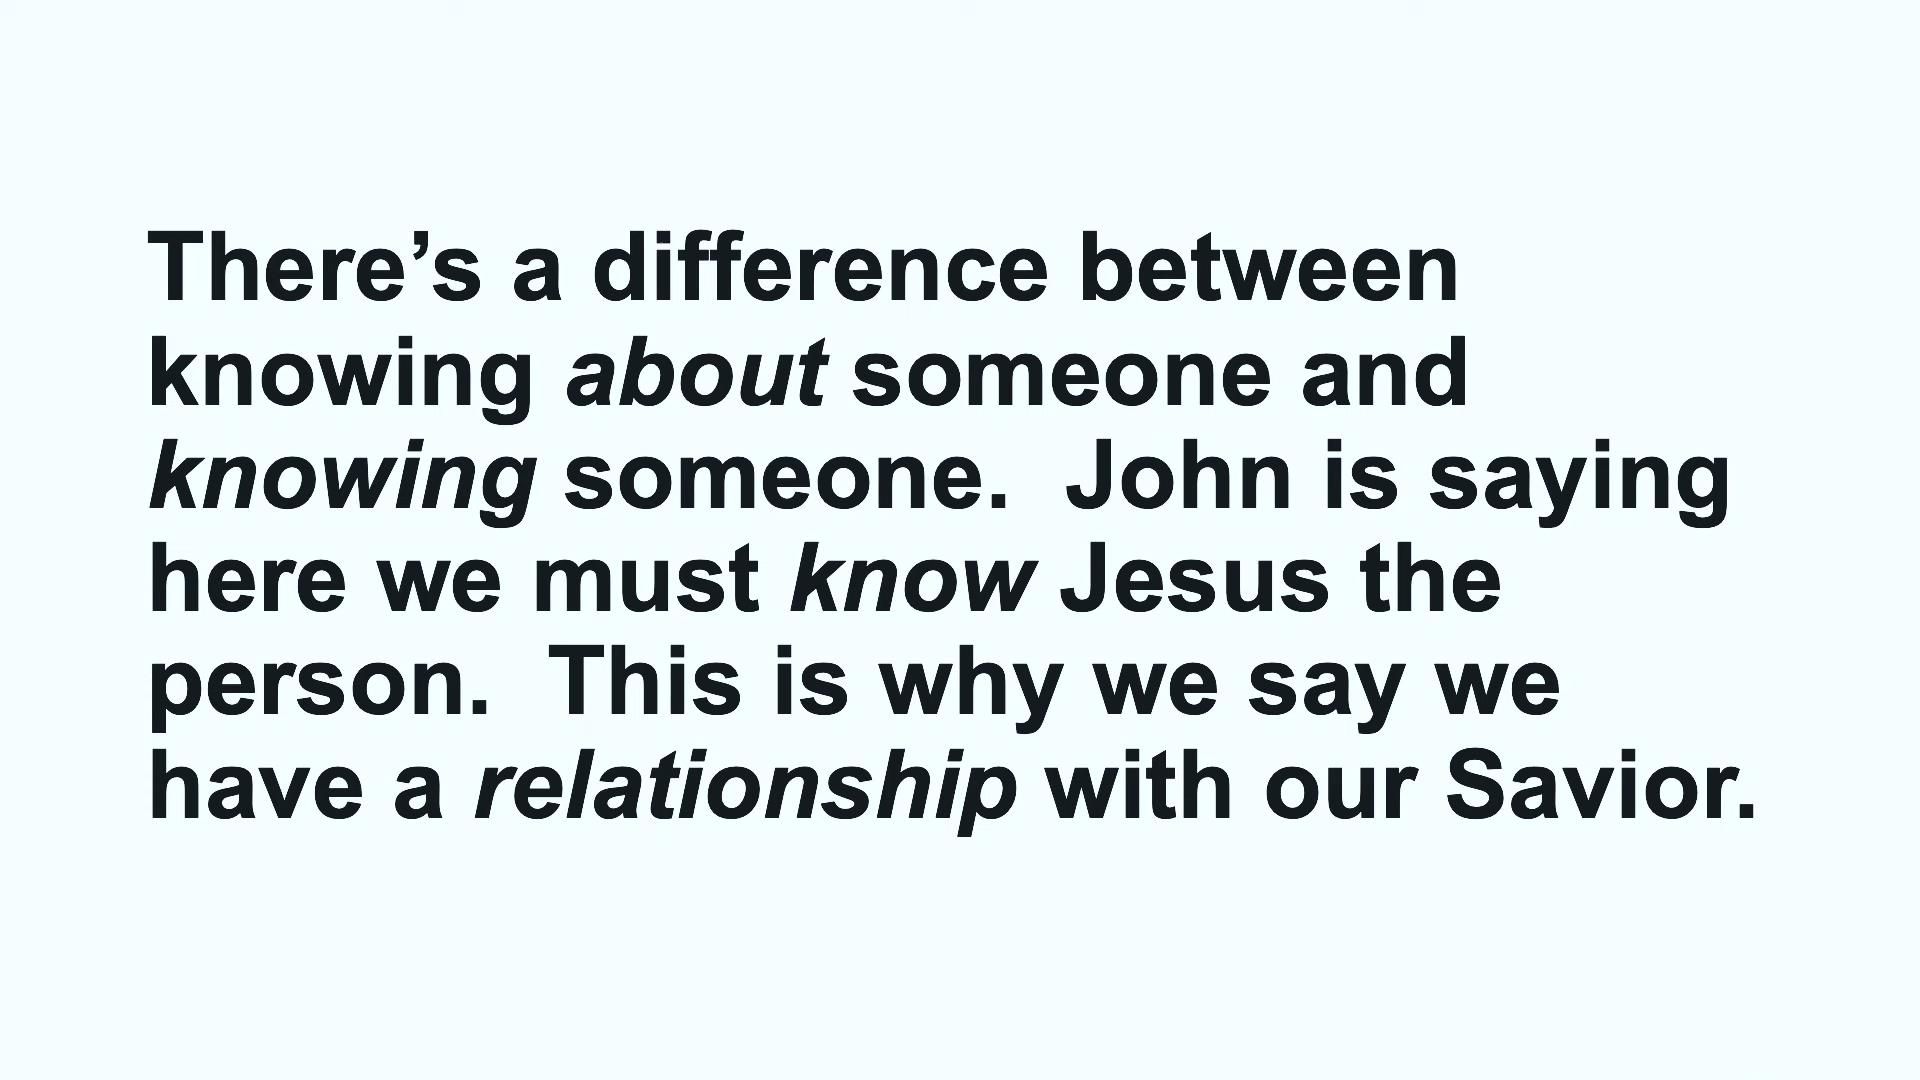 There’s a difference between
knowing about someone and
knowing someone.  John is saying
here we must know Jesus the
person.  This is why we say we
have a relationship with our Savior.